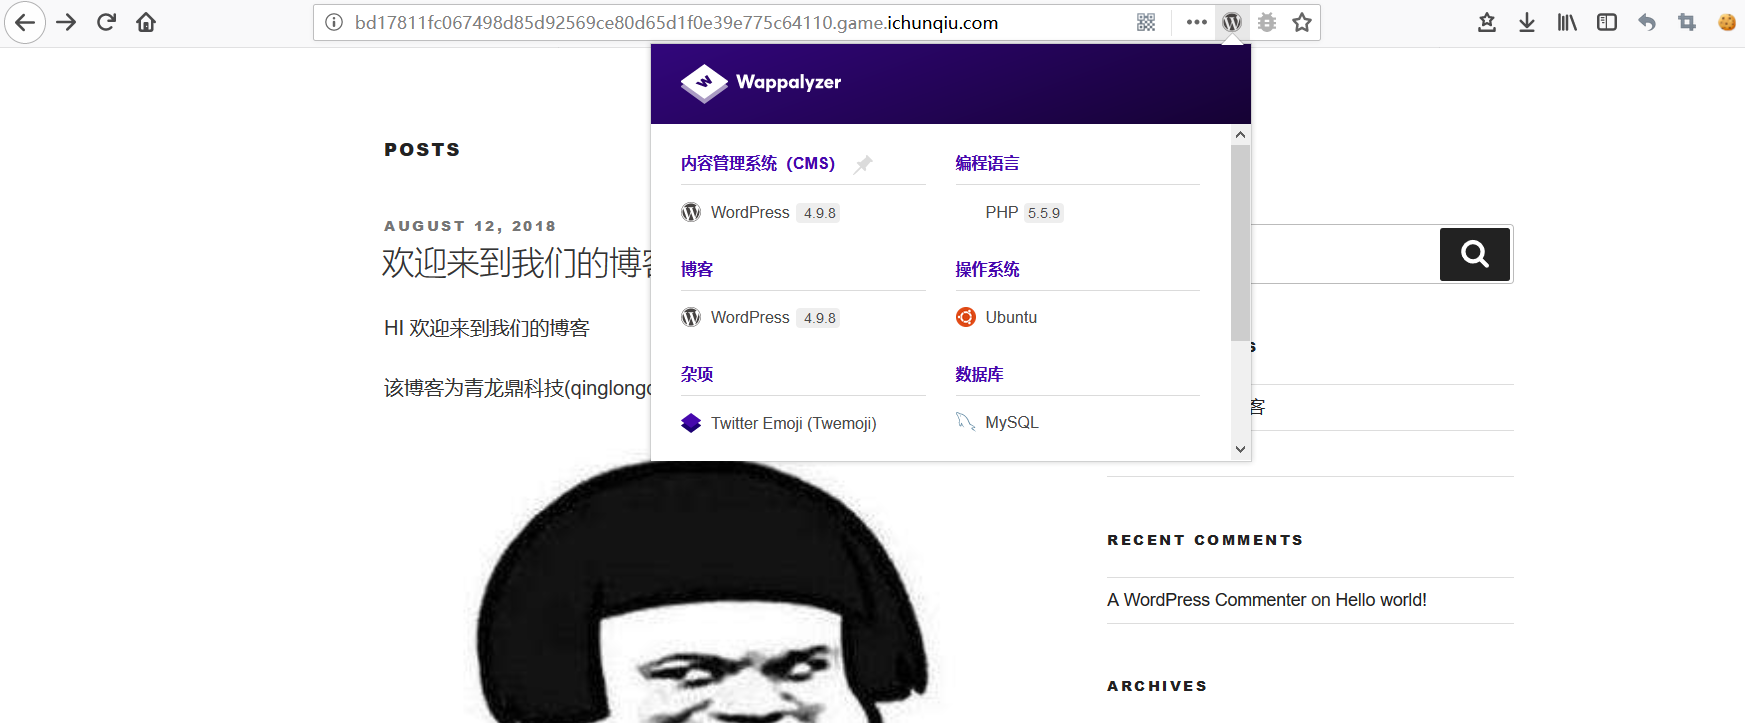 bd17811fc067498d85d92569ce80d65d1f0e39e775c64110.game.ichunqiu.com
Wappalyzer
POSTS
内容管理系统 (CMS)
编程语言
WordPress 4.9.8
PHP 5.5.9
AUGUST 12, 2018
欢迎来到我们的博客
博客
操作系统
WordPress 4.9.8
Ubuntu
HI 欢迎来到我们的博客
杂项
数据库
该博客为青龙鼎科技(qinglong
客
Twitter Emoji (Twemoji)
MySQL
RECENT COMMENTS
A WordPress Commenter on Hello world!
ARCHIVES